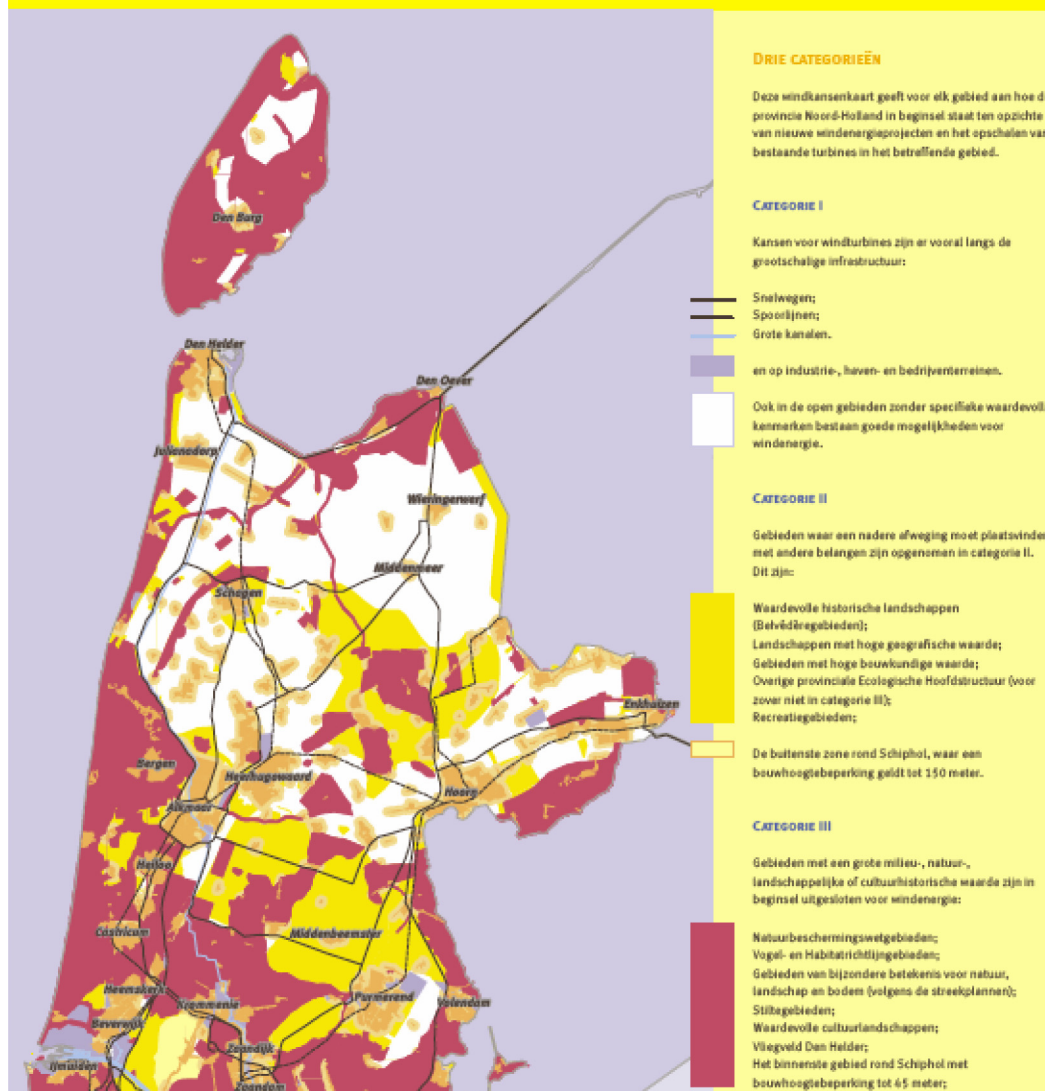 DRIE CATEGORIEËN
Deze windkansenkaart geeft voor elk gebied aan hoe d
provincie Noord-Holland in beginsel staat ten opzichte
van nieuwe windenergieprojecten en het opschalen van
bestaande turbines in het betreffende gebied.
CATEGORIE I
Kansen voor windturbines zijn er vooral langs de
grootschalige infrastructuur:
Snelwegen;
Spoorlijnen;
Grote kanalen.
en op industrie-, haven- en bedrijventerreinen.
Ook in de open gebieden zonder specifieke waardevoll
kenmerken bestaan goede mogelijkheden voor
windenergie.
CATEGORIE II
Gebieden waar een nadere afweging moet plaatsvinden
met andere belangen zijn opgenomen in categorie II.
Dit zijn:
Waardevolle historische landschappen
(Belvédèregebieden);
Landschappen met hoge geografische waarde;
Gebieden met hoge bouwkundige waarde;
Overige provinciale Ecologische Hoofdstructuur (voor
zover niet in categorie III);
Recreatiegebieden;
De buitenste zone rond Schiphol, waar een
bouwhoogtebeperking geldt tot 150 meter.
CATEGORIE III
Gebieden met een grote milieu-, natuur-,
landschappelijke of cultuurhistorische waarde zijn in
beginsel uitgesloten voor windenergie:
Natuurbeschermingswetgebieden;
Vogel- en Habitatrichtlijngebieden;
Gebieden van bijzondere betekenis voor natuur,
landschap en bodem (volgens de streekplannen);
Stiltegebieden;
Waardevolle cultuurlandschappen;
Vliegveld Den Helder;
Het binnenste gebied rond Schiphol met
bouwhoogtebeperking tot 45 meter;
Den Burg
Den Helder
Den Oever
Julianadorp
Wieringerwerf
Middenmeer
Schagen
Enkhuizen
Bergen
Heerhugowaard
Hoorn
Alkmaar
Heiloo
Castricum
Middenbeemster
Heemskerk
Krommenie
Purmerend
Volendam
Beverwijk
Zaandijk
IJmuiden
Zaandam